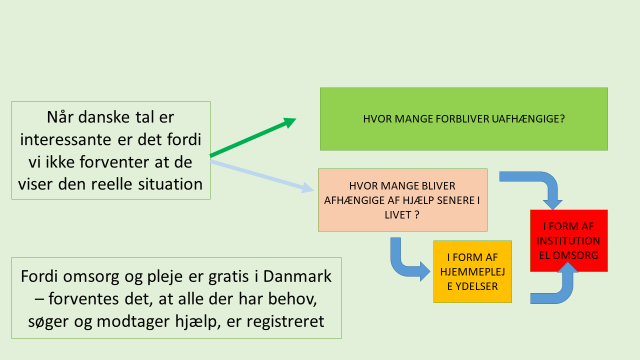 Når danske tal er
interessante er det fordi
vi ikke forventer at de
viser den reelle situation
HVOR MANGE FORBLIVER UAFHÆNGIGE?
HVOR MANGE BLIVER
AFHÆNGIGE AF HJÆLP SENERE I
LIVET ?
I FORM AF
INSTITUTION
EL OMSORG
I FORM AF
HJEMMEPLEJ
E YDELSER
Fordi omsorg og pleje er gratis i Danmark
– forventes det, at alle der har behov,
søger og modtager hjælp, er registreret